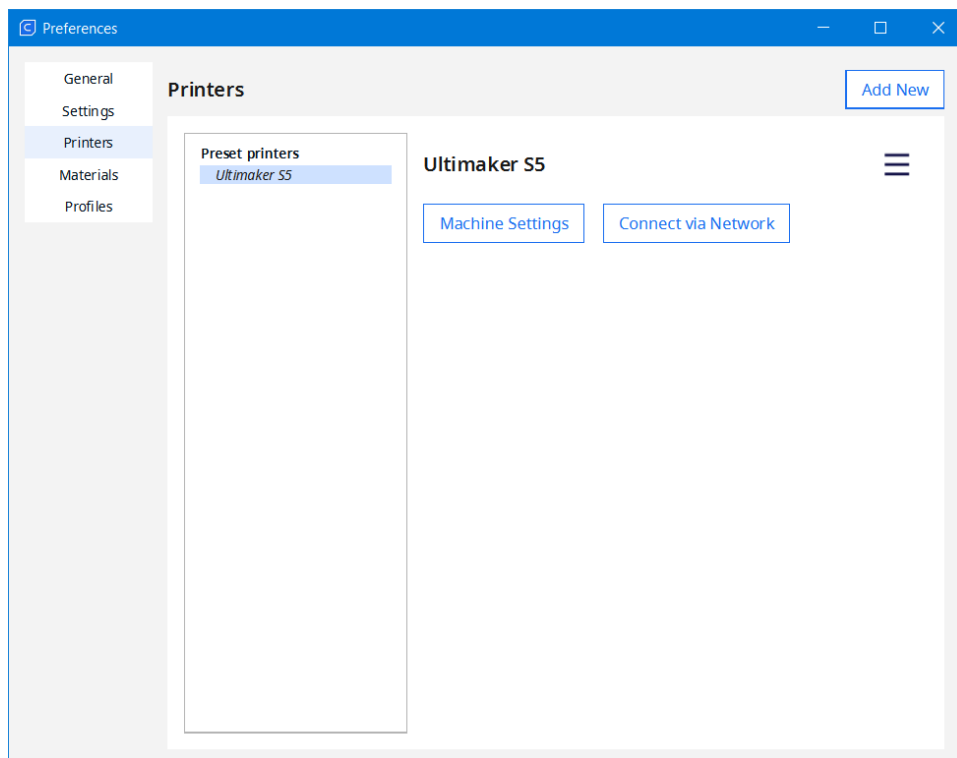 Preferences
General
Settings
Printers
Materials
Profiles
Printers
Add New
Preset printers
Ultimaker S5
Ultimaker S5
Machine Settings
Connect via Network